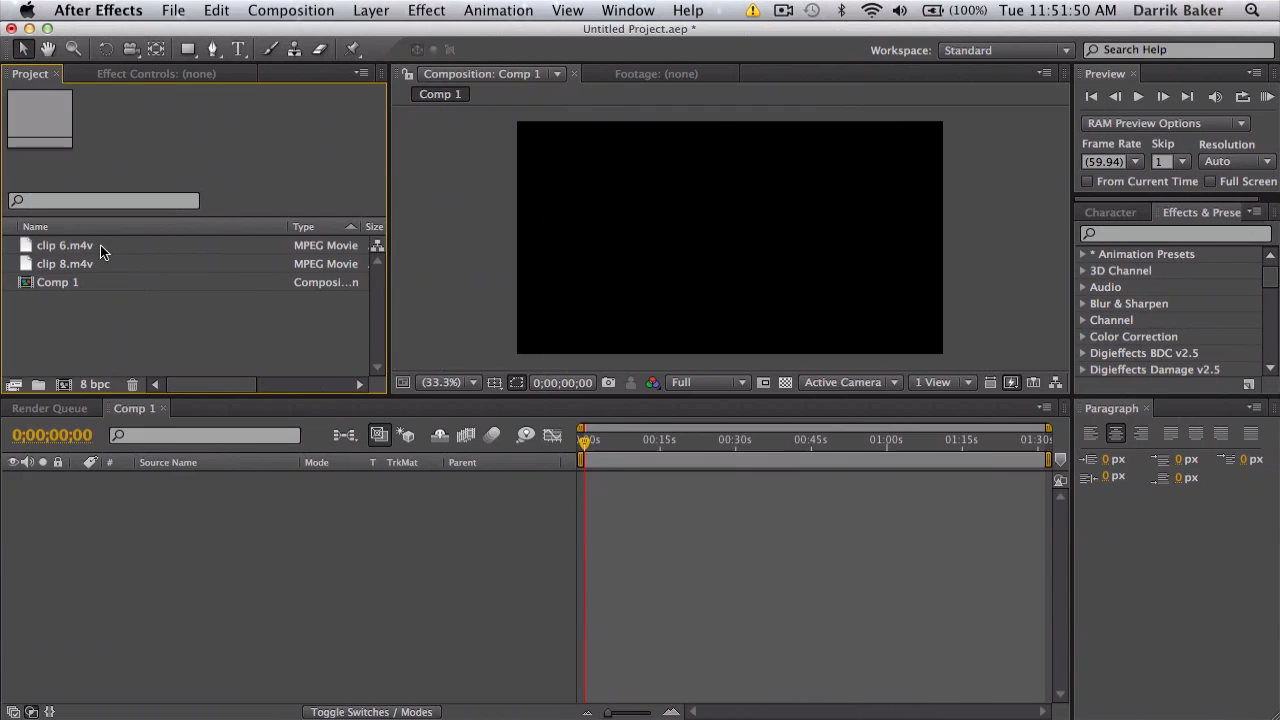 After Effects File Edit Composition Layer Effect Animation View Window Help (100%) Tue 11:51:50 AM Darrik Baker
Untitled Project.aep *
Workspace: Standard Search Help
Project Effect Controls: (none) Composition: Comp 1 Footage: (none) Preview
Comp 1
RAM Preview Options
Frame Rate Skip Resolution
(59.94) 1 Auto
From Current Time Full Screen
Character Effects & Prese
Name Type Size
clip 6.m4v MPEG Movie
clip 8.m4v MPEG Movie
Comp 1 Composi...n
* Animation Presets
3D Channel
Audio
Blur & Sharpen
Channel
Color Correction
Digieffects BDC v2.5
Digieffects Damage v2.5
8 bpc (33.3%) 0;00;00;00 Full Active Camera 1 View
Render Queue Comp 1 Paragraph
0;00;00;00 00s 00:15s 00:30s 00:45s 01:00s 01:15s 01:30s
# Source Name Mode T TrkMat Parent
0 px 0 px 0 px
0 px 0 px
Toggle Switches / Modes